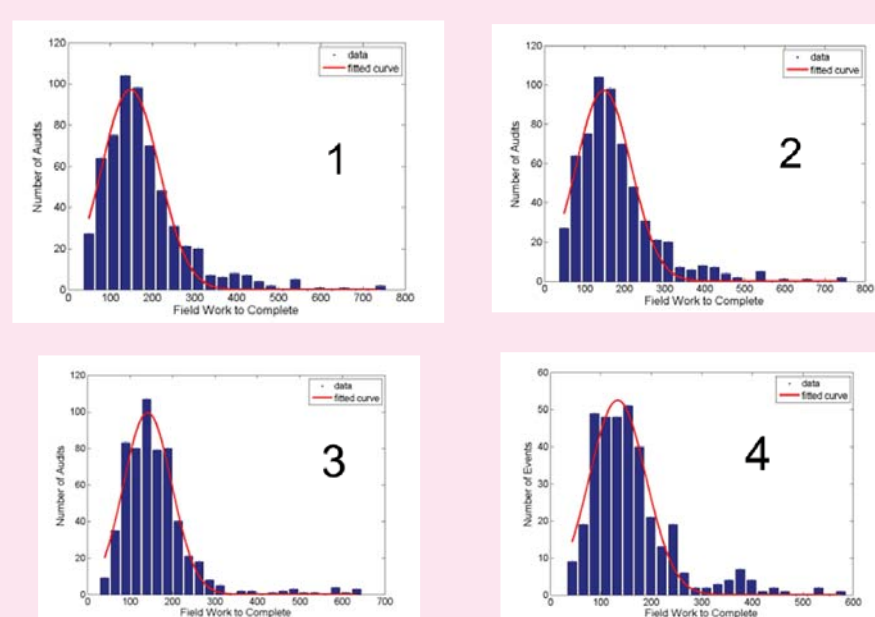 120
100
80
60
40
20
0
Number of Audits
data
fitted curve
1
0 100 200 300 400 500 600 700 800
Field Work to Complete
120
100
80
60
40
20
0
Number of Audits
data
fitted curve
2
0 100 200 300 400 500 600 700 800
Field Work to Complete
120
100
80
60
40
20
0
Number of Audits
data
fitted curve
3
0 100 200 300 400 500 600 700
Field Work to Complete
60
50
40
30
20
10
0
Number of Events
data
fitted curve
4
0 100 200 300 400 500 600
Field Work to Complete